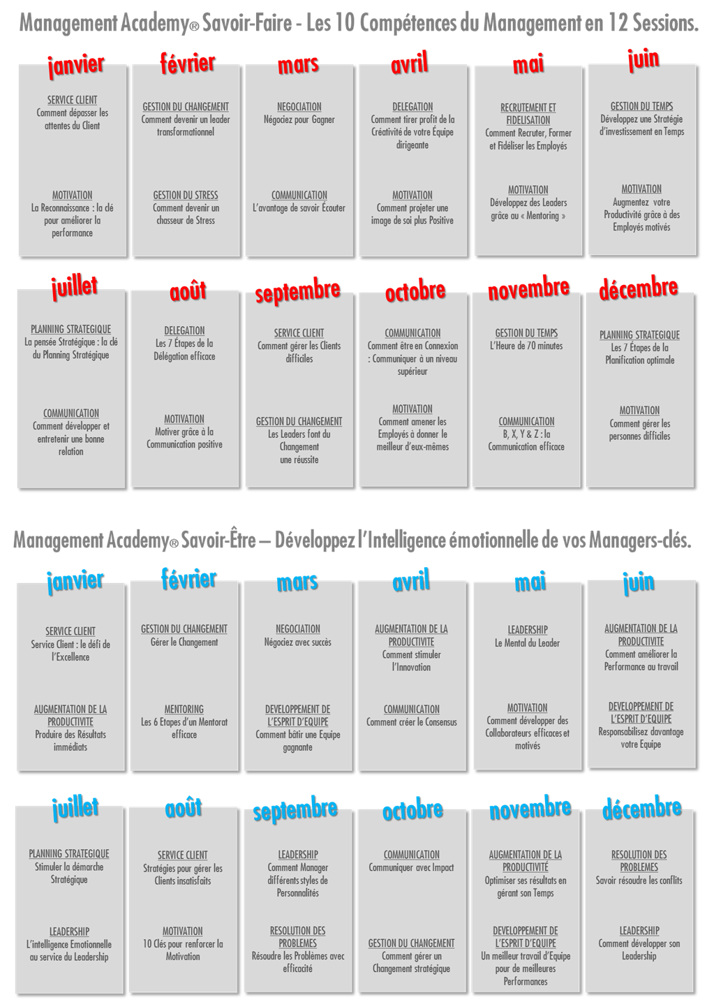 Management Academy® Savoir-Faire - Les 10 Compétences du Management en 12 Sessions.
janvier
SERVICE CLIENT
Comment dépasser les
attentes du Client
MOTIVATION
La Reconnaissance : la clé
pour améliorer la
performance
février
GESTION DU CHANGEMENT
Comment devenir un leader
transformationnel
GESTION DU STRESS
Comment devenir un
chasseur de Stress
mars
NEGOCIATION
Négociez pour Gagner
COMMUNICATION
L'avantage de savoir Écouter
avril
DELEGATION
Comment tirer profit de la
Créativité de votre Équipe
dirigeante
MOTIVATION
Comment projeter une
image de soi plus Positive
mai
RECRUTEMENT ET
FIDELISATION
Comment Recruter, Former
et Fidéliser les Employés
MOTIVATION
Développez des Leaders
grâce au « Mentoring »
juin
GESTION DU TEMPS
Développez une Stratégie
d'investissement en Temps
MOTIVATION
Augmentez votre
Productivité grâce à des
Employés motivés
juillet
PLANNING STRATEGIQUE
La pensée Stratégique : la clé
du Planning Stratégique
COMMUNICATION
Comment développer et
entretenir une bonne
relation
août
DELEGATION
Les 7 Étapes de la
Délégation efficace
MOTIVATION
Motiver grâce à la
Communication positive
septembre
SERVICE CLIENT
Comment gérer les Clients
difficiles
GESTION DU CHANGEMENT
Les Leaders font du
Changement
une réussite
octobre
COMMUNICATION
Comment être en Connexion
: Communiquer à un niveau
supérieur
MOTIVATION
Comment amener les
Employés à donner le
meilleur d'eux-mêmes
novembre
GESTION DU TEMPS
L'Heure de 70 minutes
COMMUNICATION
B, X, Y & Z : la
Communication efficace
décembre
PLANNING STRATEGIQUE
Les 7 Étapes de la
Planification optimale
MOTIVATION
Comment gérer les
personnes difficiles
Management Academy® Savoir-Être – Développez l'Intelligence émotionnelle de vos Managers-clés.
janvier
SERVICE CLIENT
Service Client : le défi de
l'Excellence
AUGMENTATION DE LA
PRODUCTIVITE
Produire des Résultats
immédiats
février
GESTION DU CHANGEMENT
Gérer le Changement
MENTORING
Les 6 Etapes d'un Mentorat
efficace
mars
NEGOCIATION
Négociez avec succès
DEVELOPPEMENT DE
L'ESPRIT D'EQUIPE
Comment bâtir une Equipe
gagnante
avril
AUGMENTATION DE LA
PRODUCTIVITE
Comment stimuler
l'Innovation
COMMUNICATION
Comment créer le Consensus
mai
LEADERSHIP
Le Mental du Leader
MOTIVATION
Comment développer des
Collaborateurs efficaces et
motivés
juin
AUGMENTATION DE LA
PRODUCTIVITE
Comment améliorer la
Performance au travail
DEVELOPPEMENT DE
L'ESPRIT D'EQUIPE
Responsabilisez davantage
votre Equipe
juillet
PLANNING STRATEGIQUE
Stimuler la démarche
Stratégique
LEADERSHIP
L'intelligence Emotionnelle
au service du Leadership
août
SERVICE CLIENT
Stratégies pour gérer les
Clients insatisfaits
MOTIVATION
10 Clés pour renforcer la
Motivation
septembre
LEADERSHIP
Comment Manager
différents styles de
Personnalités
RESOLUTION DES
PROBLEMES
Résoudre les Problèmes avec
efficacité
octobre
COMMUNICATION
Communiquer avec Impact
GESTION DU CHANGEMENT
Comment gérer un
Changement stratégique
novembre
AUGMENTATION DE LA
PRODUCTIVITÉ
Optimiser ses résultats en
gérant son Temps
DEVELOPPEMENT DE
L'ESPRIT D'EQUIPE
Un meilleur travail d'Equipe
pour de meilleures
Performances
décembre
RESOLUTION DES
PROBLEMES
Savoir résoudre les conflits
LEADERSHIP
Comment développer son
Leadership